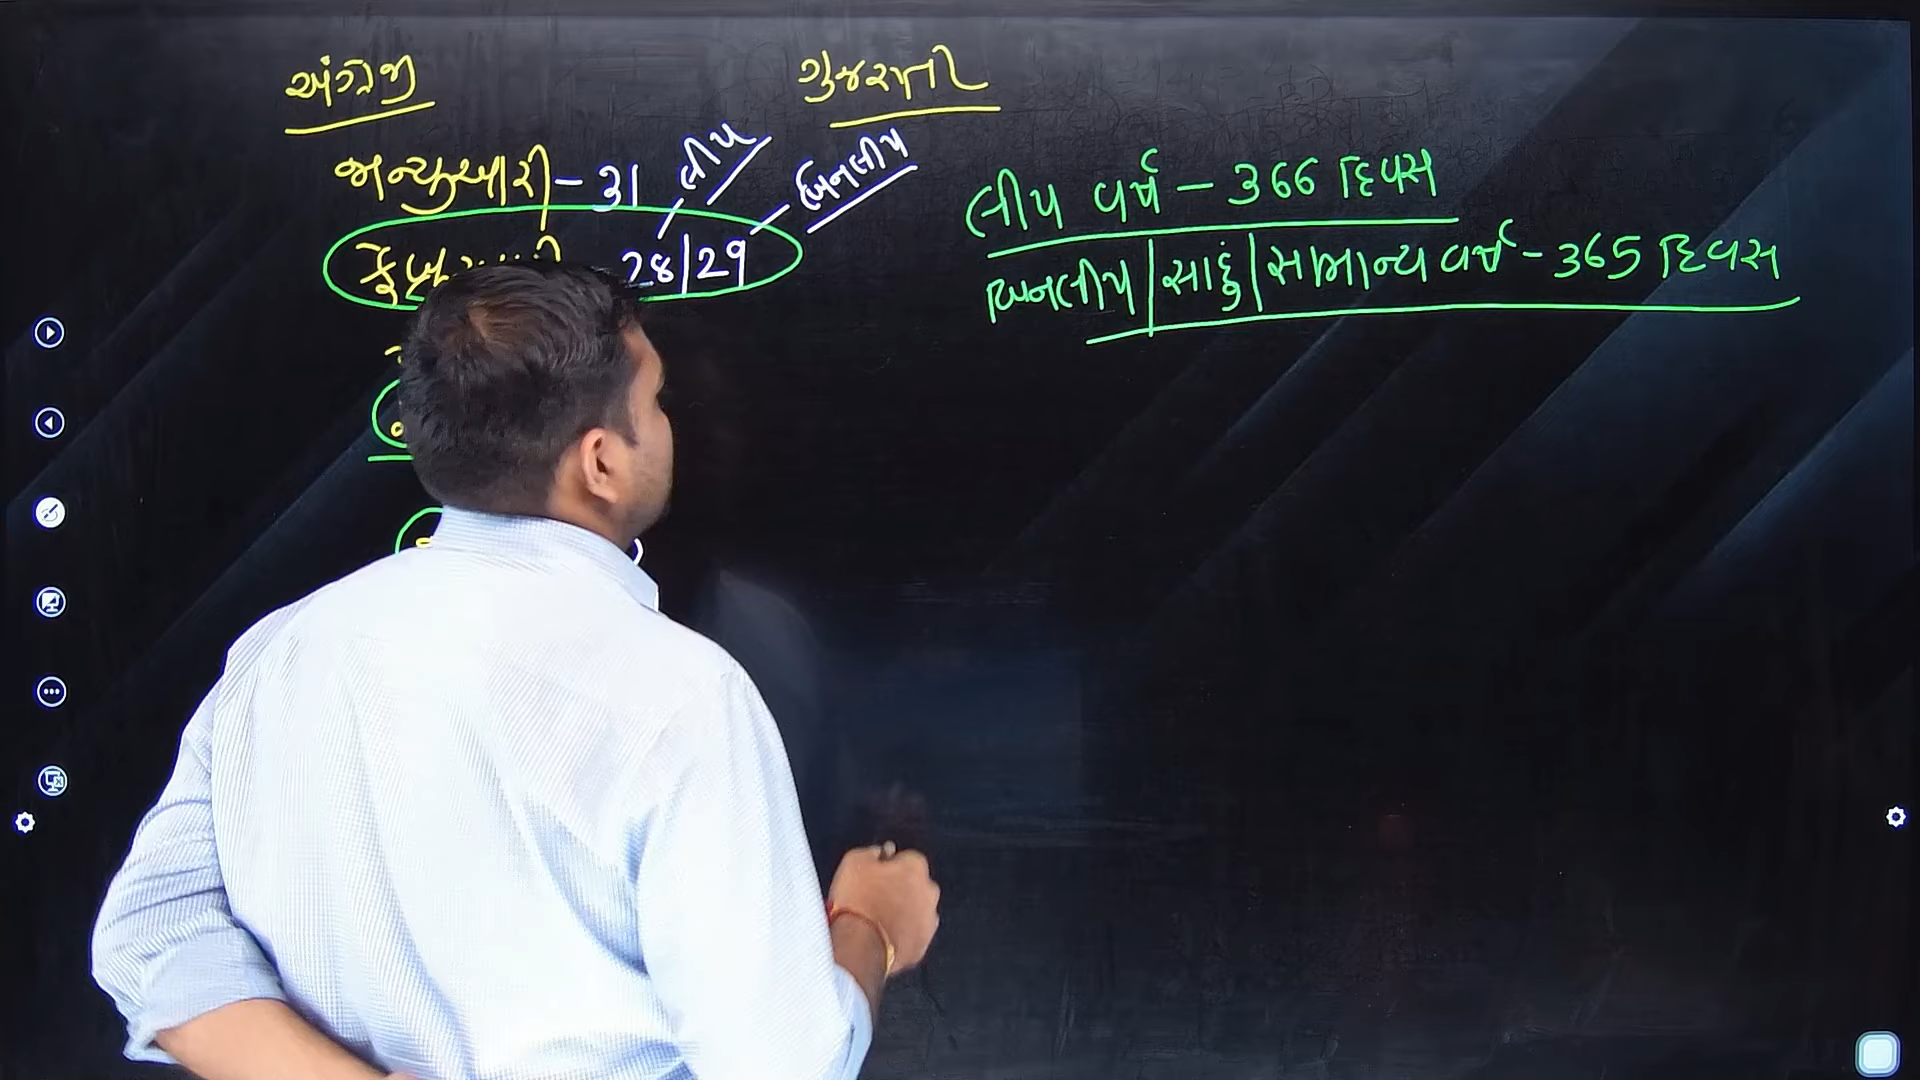 અંગ્રેજી
ગુજરાતી
જાન્યુઆરી - 31
લીપ
બિનલીપ
28/29
લીપ વર્ષ - 366 દિવસ
બિનલીપ | સાદું | સામાન્ય વર્ષ - 365 દિવસ